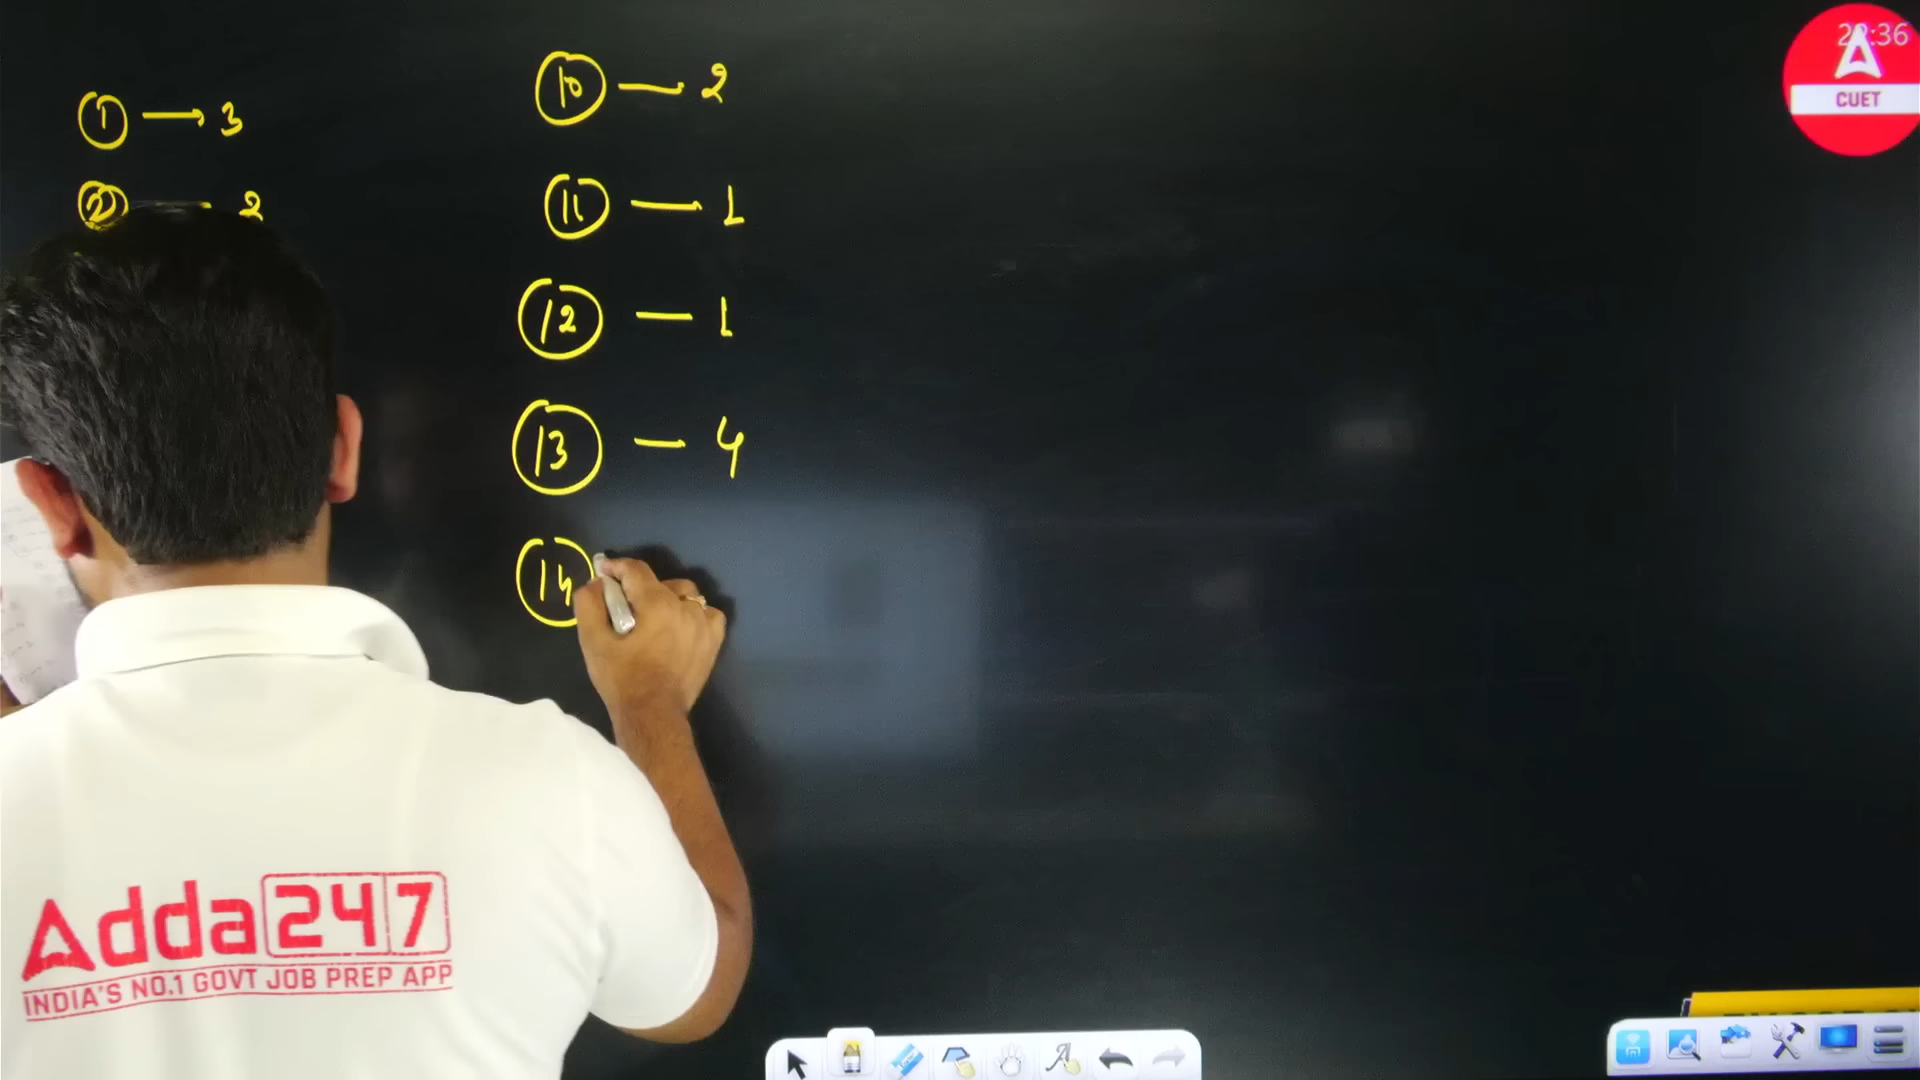 ① → 3
② — 2
⑩ → 2
⑪ → 1
⑫ — 1
⑬ — 4
⑭
CUET
Adda247
INDIA'S NO.1 GOVT JOB PREP APP